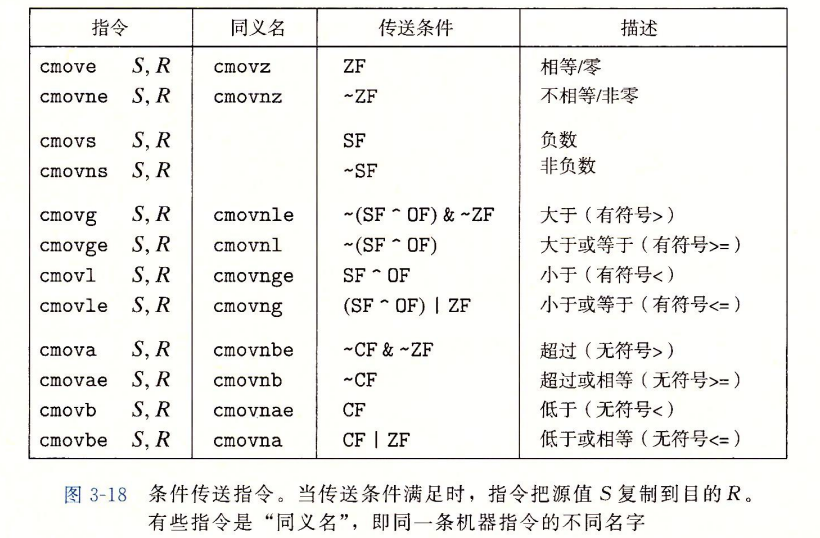 指令 同义名 传送条件 描述
cmove S, R cmovz ZF 相等/零
cmovne S, R cmovnz ~ZF 不相等/非零
cmovs S, R SF 负数
cmovns S, R ~SF 非负数
cmovg S, R cmovnle ~(SF ^ OF) & ~ZF 大于（有符号>）
cmovge S, R cmovnl ~(SF ^ OF) 大于或等于（有符号>=）
cmovl S, R cmovnge SF ^ OF 小于（有符号<）
cmovle S, R cmovng (SF ^ OF) | ZF 小于或等于（有符号<=）
cmova S, R cmovnbe ~CF & ~ZF 超过（无符号>）
cmovae S, R cmovnb ~CF 超过或相等（无符号>=）
cmovb S, R cmovnae CF 低于（无符号<）
cmovbe S, R cmovna CF | ZF 低于或相等（无符号<=）
图 3-18 条件传送指令。当传送条件满足时，指令把源值 S 复制到目的 R。
有些指令是“同义名”，即同一条机器指令的不同名字